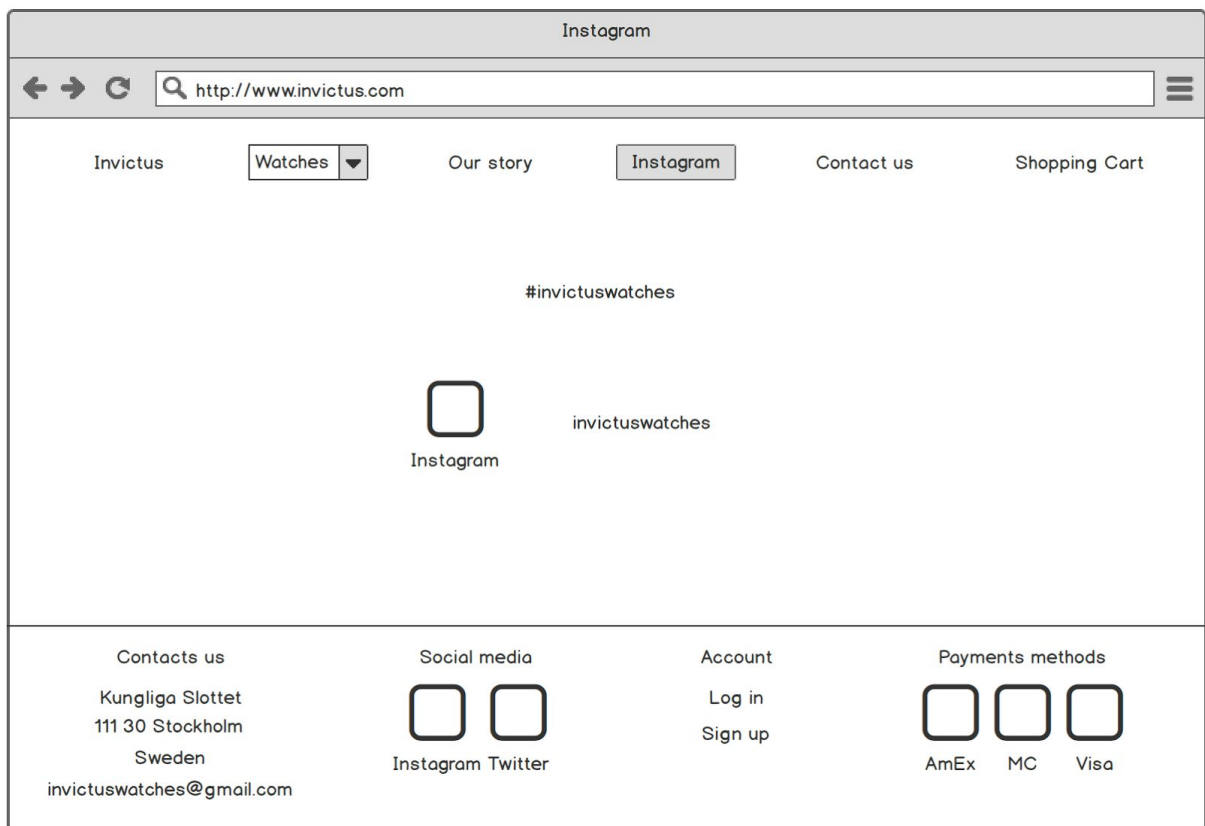 Instagram
http://www.invictus.com
Invictus Watches Our story Instagram Contact us Shopping Cart
#invictuswatches
invictuswatches
Instagram
Contacts us
Kungliga Slottet
111 30 Stockholm
Sweden
invictuswatches@gmail.com
Social media
Instagram Twitter
Account
Log in
Sign up
Payments methods
AmEx MC Visa